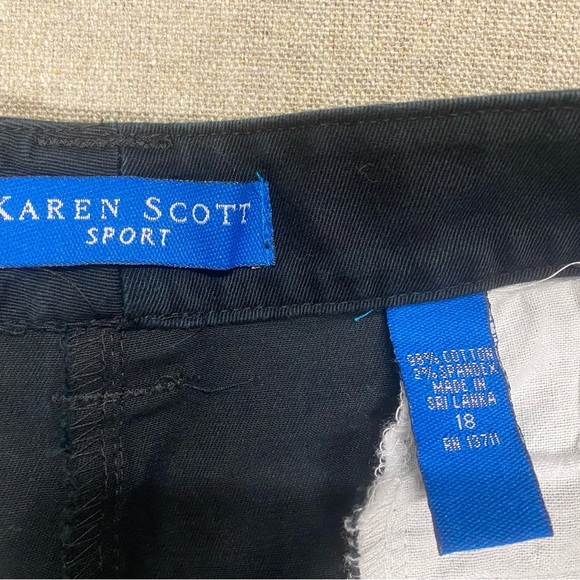 KAREN SCOTT
SPORT
98% COTTON
2% SPANDEX
MADE IN
SRI LANKA
18
RN 13711